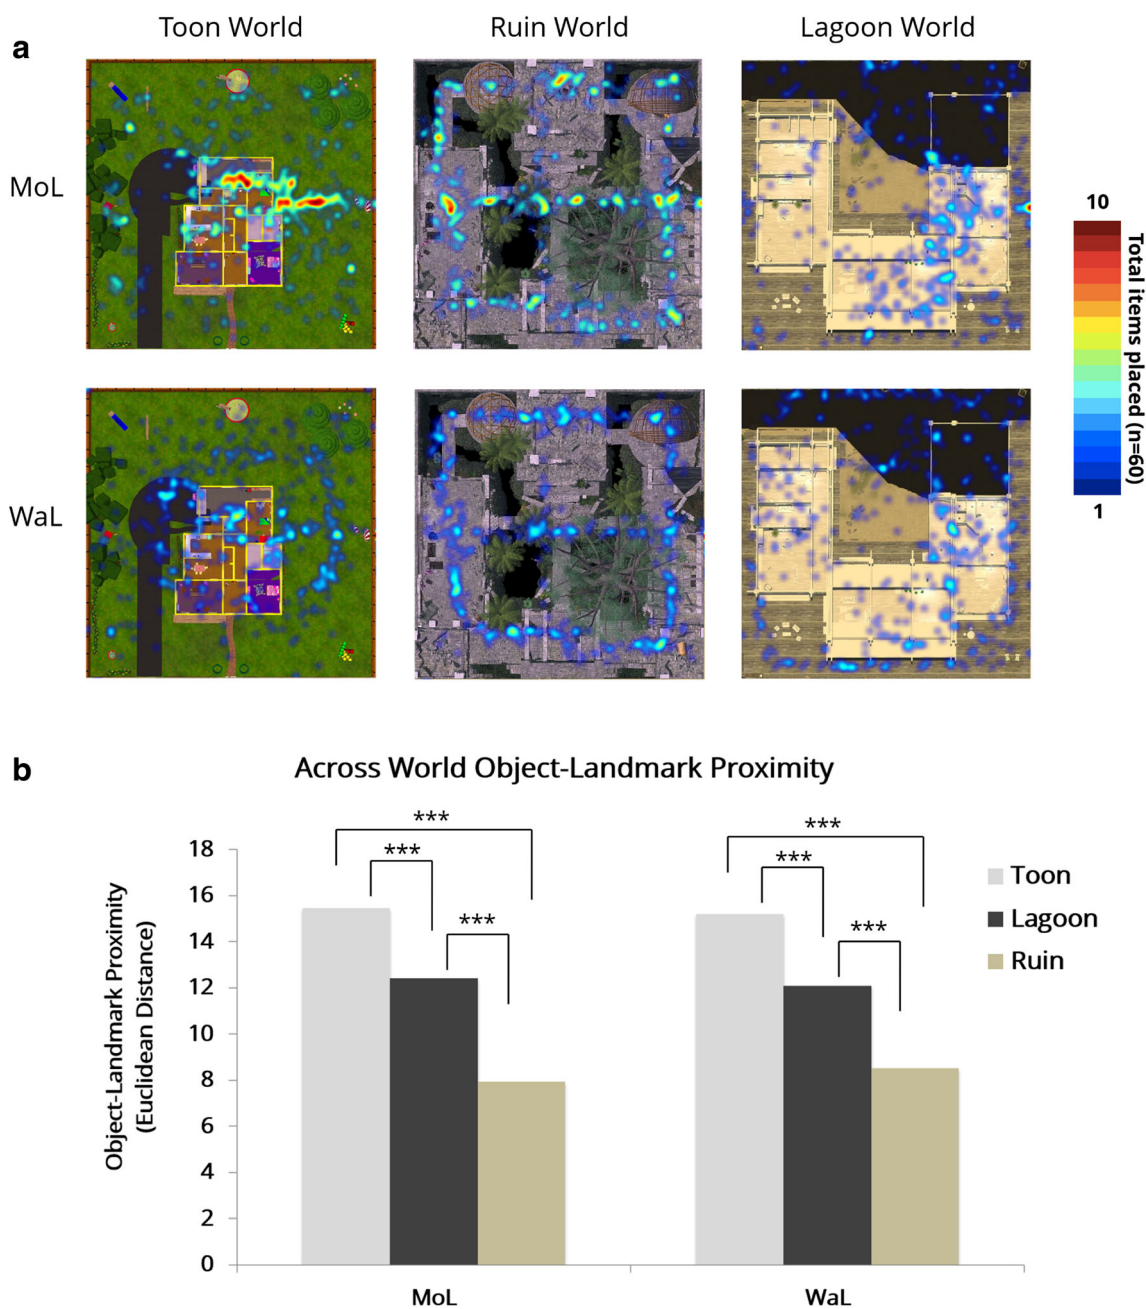 a
Toon World
Ruin World
Lagoon World
MoL
WaL
10
Total items placed (n=60)
1
b
Across World Object-Landmark Proximity
Object-Landmark Proximity
(Euclidean Distance)
18
16
14
12
10
8
6
4
2
0
***
***
***
***
***
***
Toon
Lagoon
Ruin
MoL
WaL